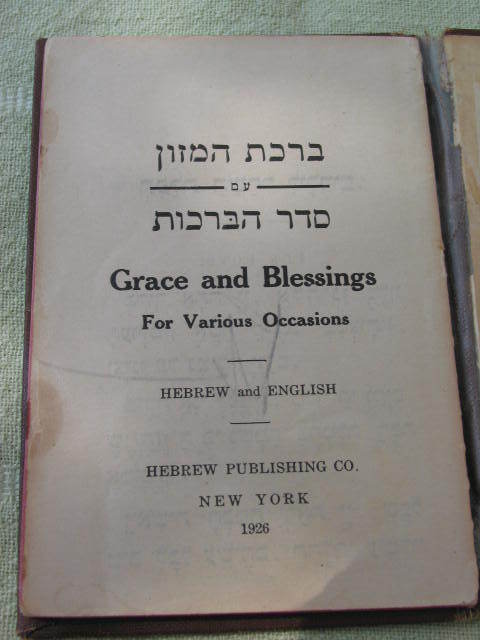 ברכת המזון
עם
סדר הברכות
Grace and Blessings
For Various Occasions
HEBREW and ENGLISH
HEBREW PUBLISHING CO.
NEW YORK
1926